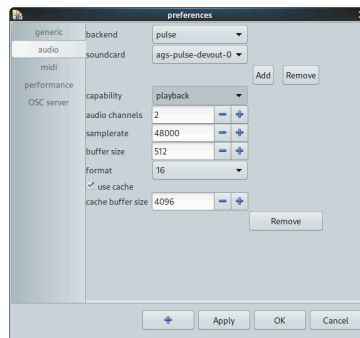 preferences
generic
audio
midi
performance
OSC server
backend pulse
soundcard ags-pulse-devout-0
Add Remove
capability playback
audio channels 2
samplerate 48000
buffer size 512
format 16
use cache
cache buffer size 4096
Remove
Apply OK Cancel